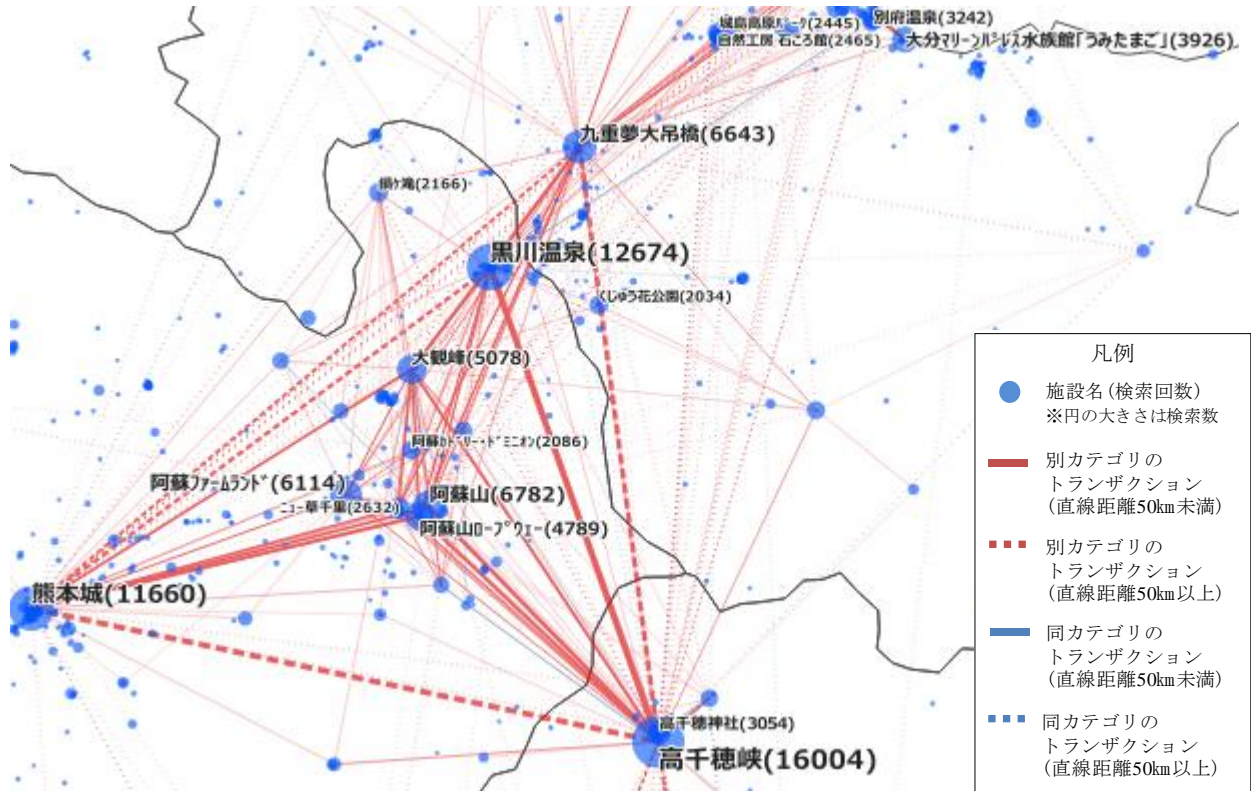 城島高原パーク(2445)
別府温泉(3242)
自然工房 石ころ館(2465)
大分マリーンパレス水族館「うみたまご」(3926)
九重夢大吊橋(6643)
鍋ケ滝(2166)
黒川温泉(12674)
くじゅう花公園(2034)
大観峰(5078)
阿蘇カドリー・ドミニオン(2086)
阿蘇ファームランド(6114)
阿蘇山(6782)
ニュー草千里(2632)
阿蘇山ロープウェー(4789)
熊本城(11660)
高千穂神社(3054)
高千穂峡(16004)
凡例
施設名(検索回数)
※円の大きさは検索数
別カテゴリの
トランザクション
(直線距離50km未満)
別カテゴリの
トランザクション
(直線距離50km以上)
同カテゴリの
トランザクション
(直線距離50km未満)
同カテゴリの
トランザクション
(直線距離50km以上)